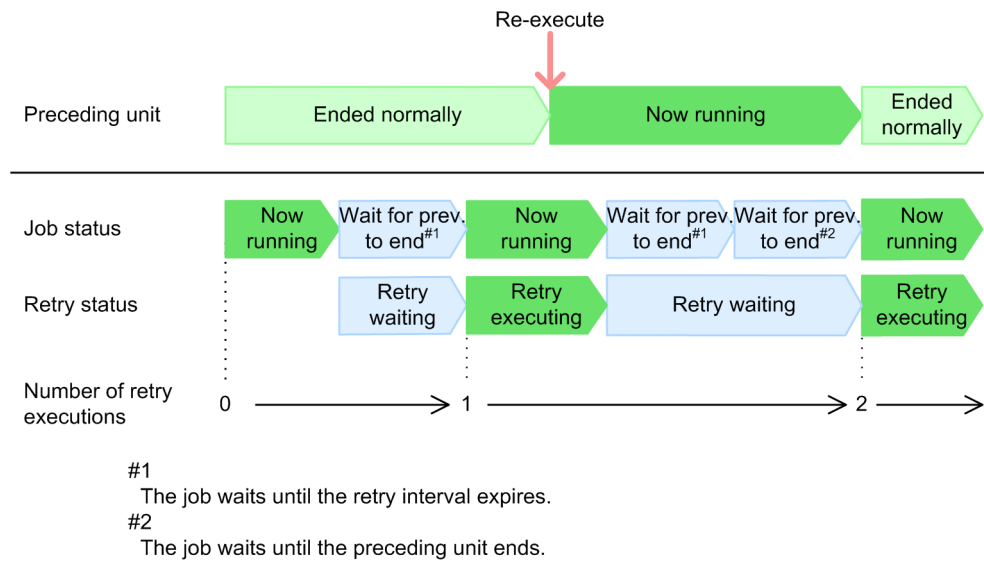 Re-execute
Preceding unit
Ended normally
Now running
Ended
normally
Job status
Now
running
Wait for prev.
to end#1
Now
running
Wait for prev.
to end#1
Wait for prev.
to end#2
Now
running
Retry status
Retry
waiting
Retry
executing
Retry waiting
Retry
executing
Number of retry
executions
0
1
2
#1
The job waits until the retry interval expires.
#2
The job waits until the preceding unit ends.